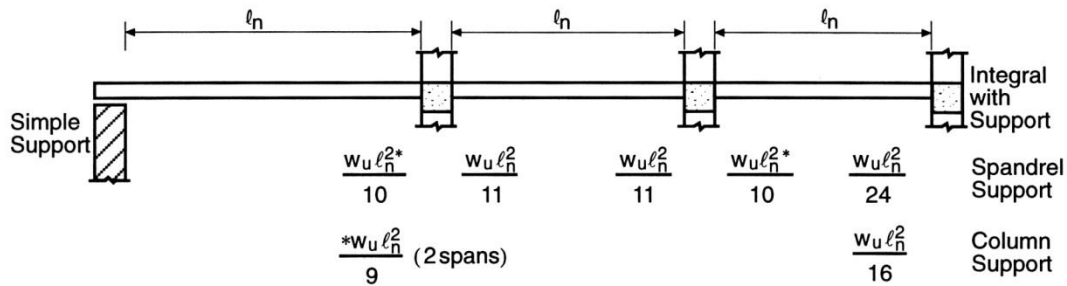 ℓn ℓn ℓn
Integral
with
Support
Simple
Support
wuℓn²* wuℓn² wuℓn² wuℓn²* wuℓn² Spandrel
10 11 11 10 24 Support
*wuℓn² (2 spans) wuℓn² Column
9 16 Support